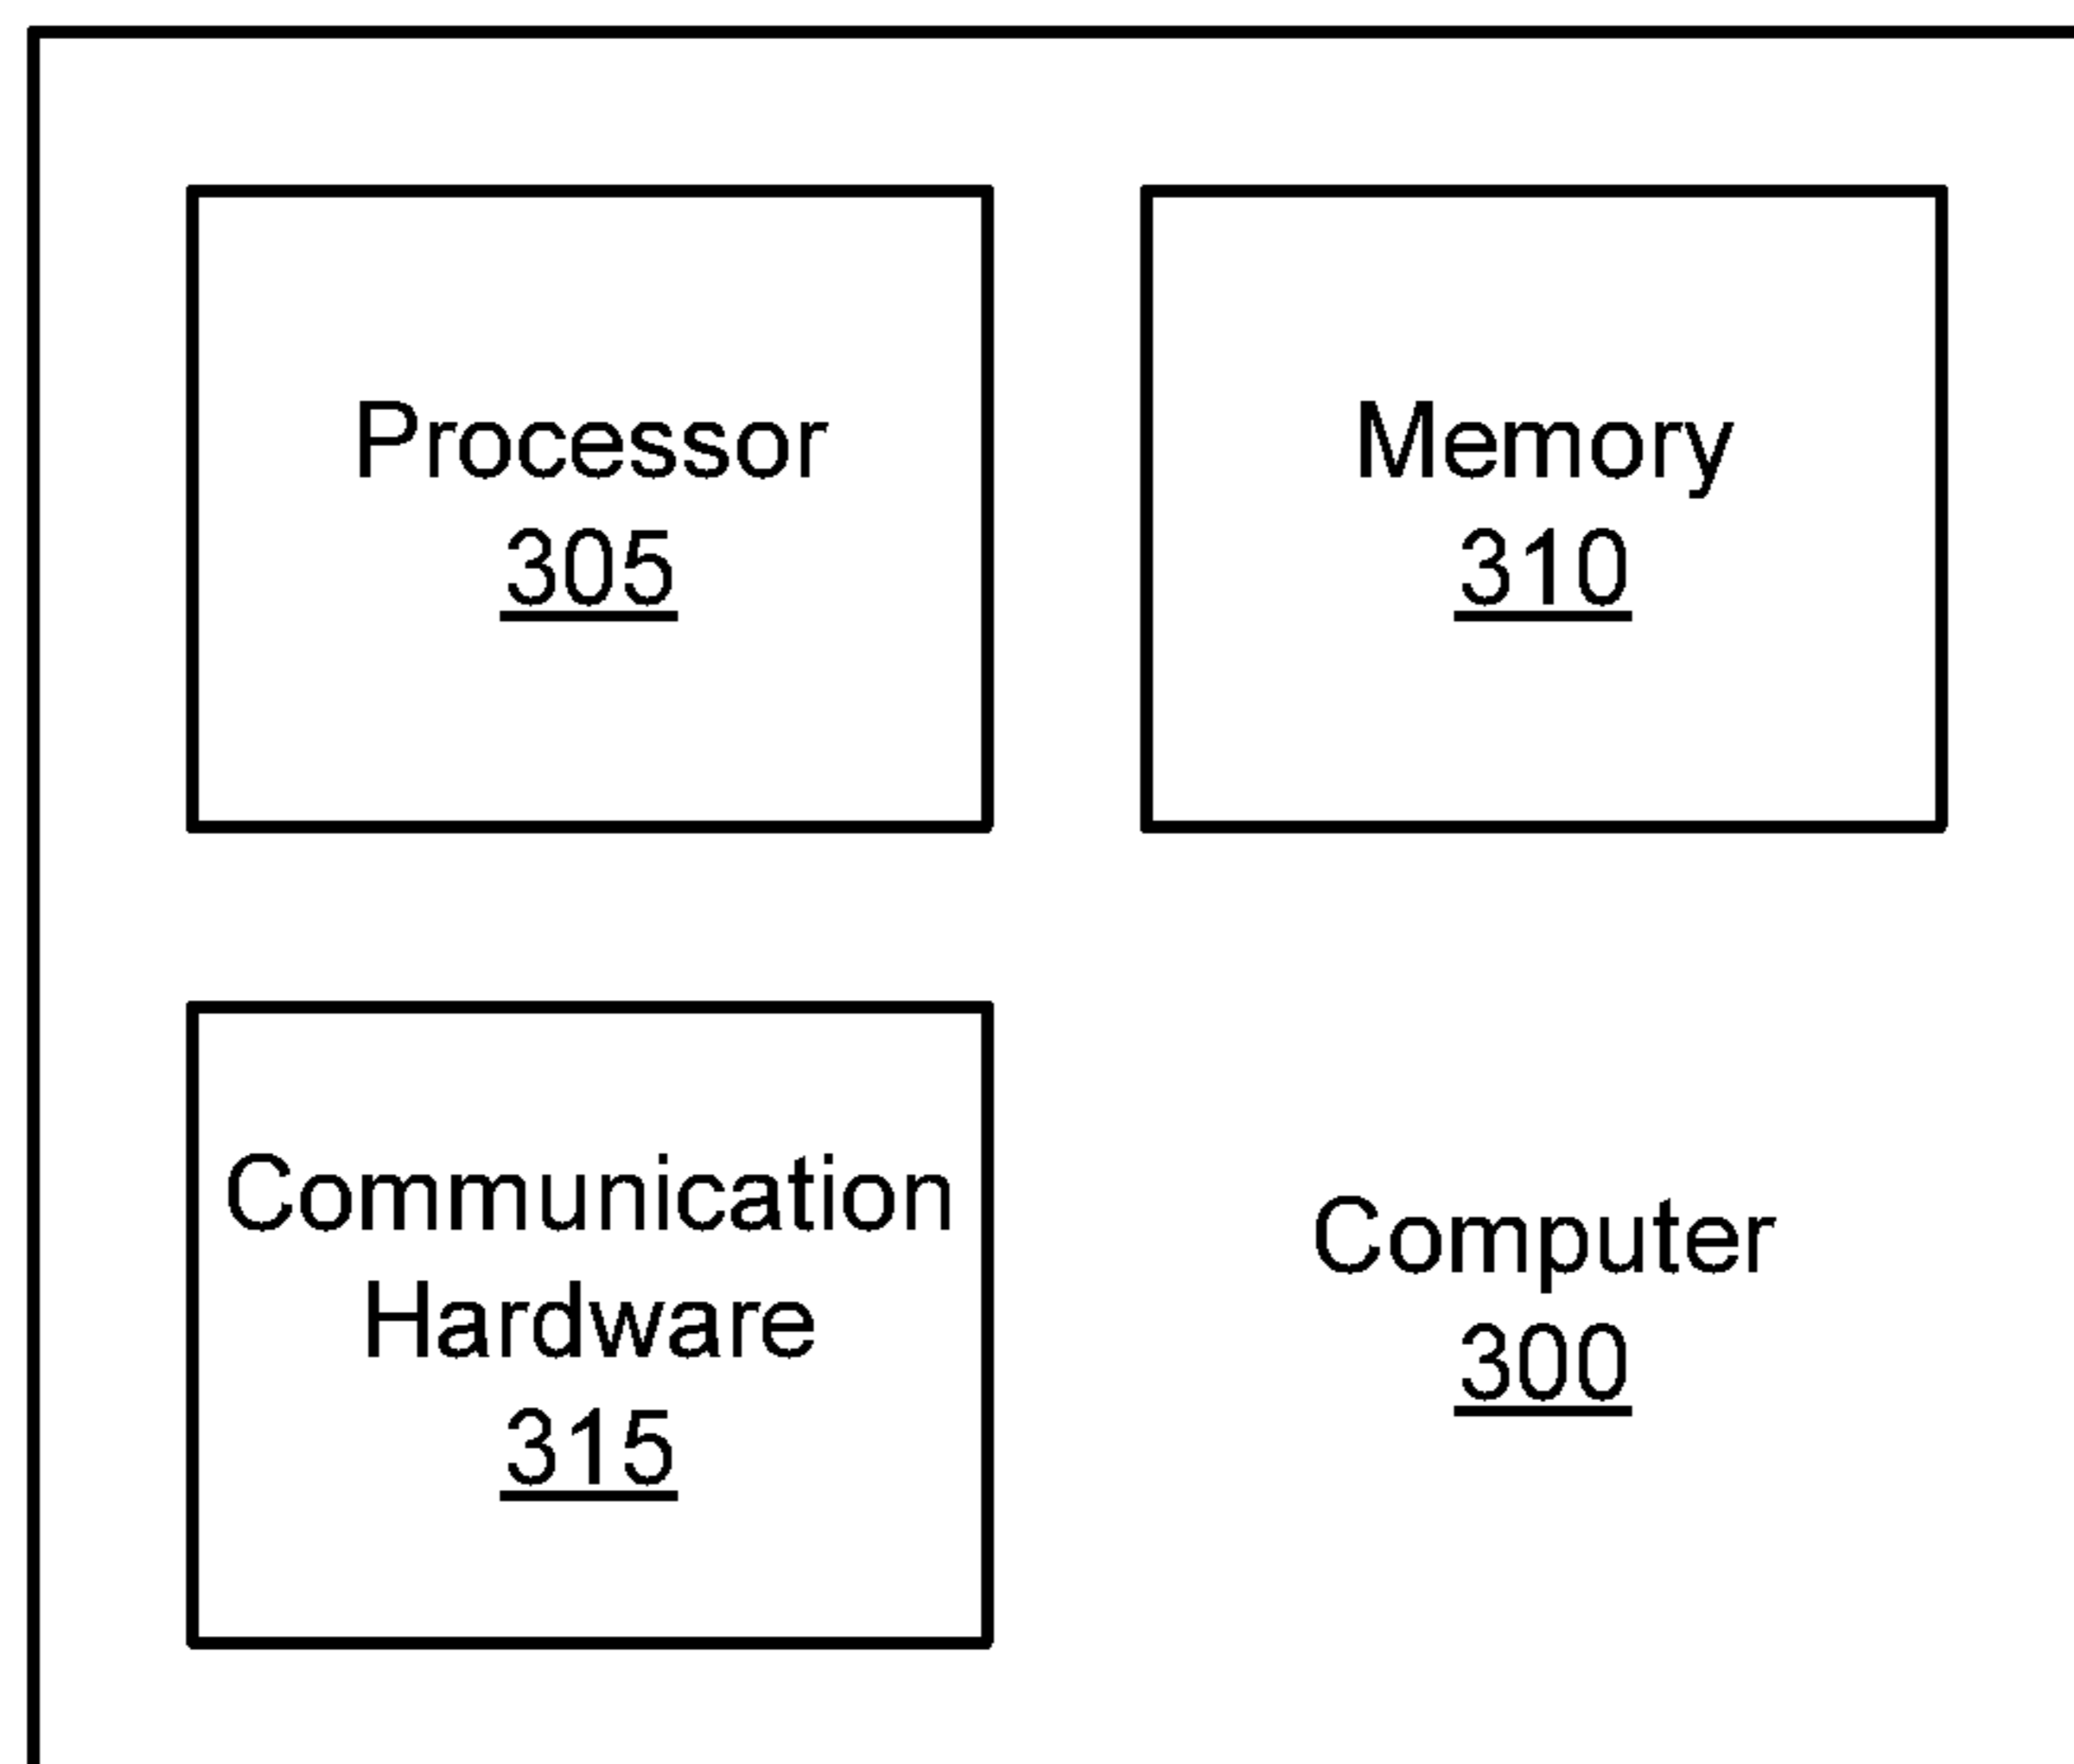 Processor
305
Memory
310
Communication
Hardware
315
Computer
300